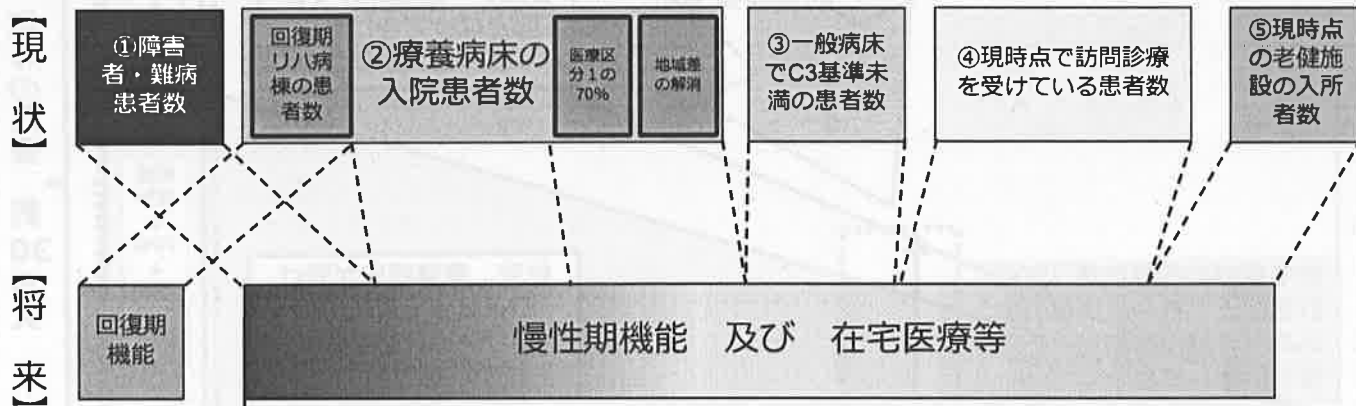 【現状】
①障害
者・難病
患者数
回復期
リハ病
棟の患
者数
②療養病床の
入院患者数
医療区
分1の
70%
地域差
の解消
③一般病床
でC3基準未
満の患者数
④現時点で訪問診療
を受けている患者数
⑤現時点
の老健施
設の入所
者数
【将来】
回復期
機能
慢性期機能 及び 在宅医療等